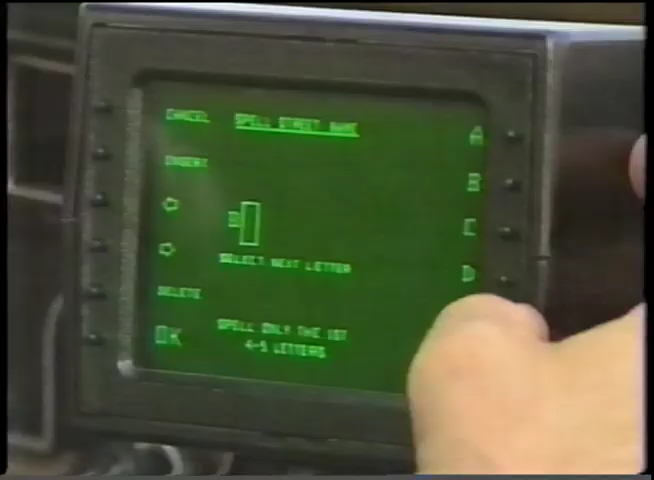 CANCEL
SPELL STREET NAME
A
INSERT
B
B
C
SELECT NEXT LETTER
D
DELETE
OK
SPELL ONLY THE 1ST
4-5 LETTERS